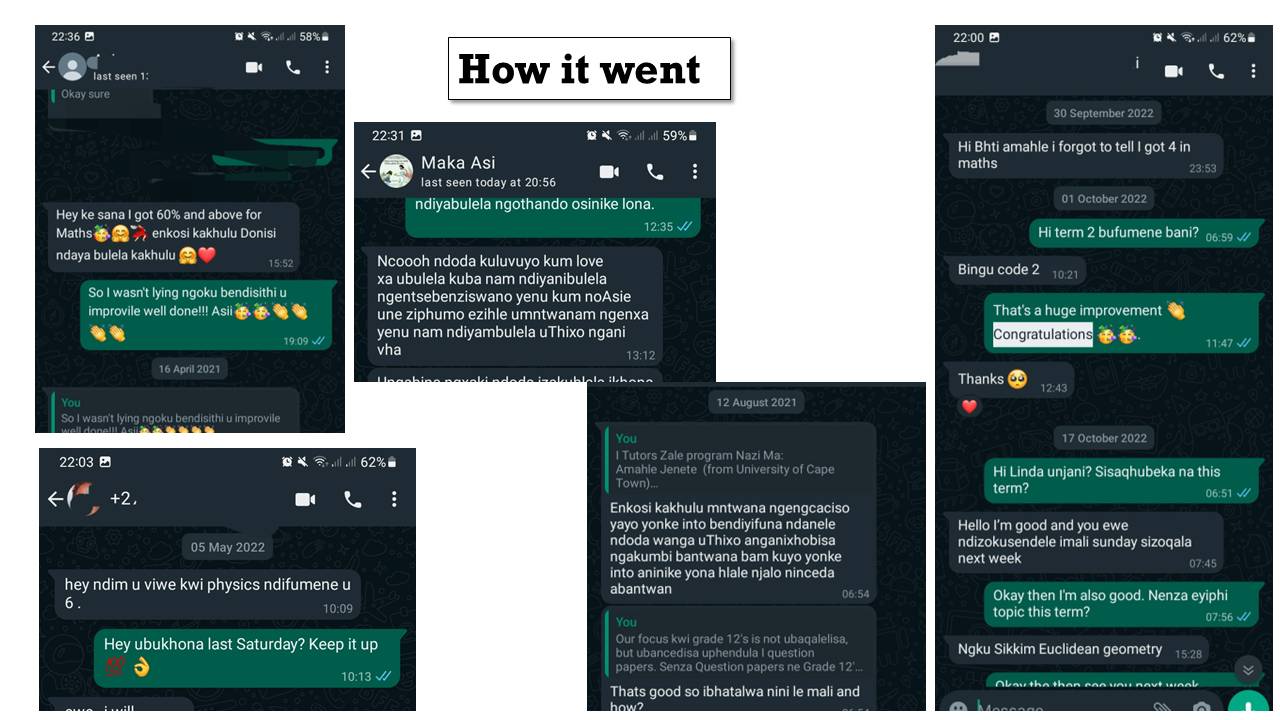 How it went
22:36
58%
last seen 1:
Okay sure
Hey ke sana I got 60% and above for
Maths🥳🤗💃 enkosi kakhulu Donisi
ndaya bulela kakhulu 🤗❤️
15:52
So I wasn't lying ngoku bendisithi u
improvile well done!!! Asii🥳🥳👏👏
👏👏
19:09
16 April 2021
You
So I wasn't lying ngoku bendisithi u improvile
well done!!! Asii🥳🥳👏👏👏👏
22:31
59%
Maka Asi
last seen today at 20:56
ndiyabulela ngothando osinike lona.
12:35
Ncoooh ndoda kuluvuyo kum love
xa ubulela kuba nam ndiyanibulela
ngentsebenziswano yenu kum noAsie
une ziphumo ezihle umntwanam ngenxa
yenu nam ndiyambulela uThixo ngani
vha
13:12
Ungabina ngxaki ndoda izakuhlala ikhona
22:03
62%
+2
05 May 2022
hey ndim u viwe kwi physics ndifumene u
6 .
10:09
Hey ubukhona last Saturday? Keep it up
💯 👌
10:13
ewe i will
12 August 2021
You
I Tutors Zale program Nazi Ma:
Amahle Jenete (from University of Cape
Town)...
Enkosi kakhulu mntwana ngengcaciso
yayo yonke into bendiyifuna ndanele
ndoda wanga uThixo anganixhobisa
ngakumbi bantwana bam kuyo yonke
into aninike yona hlale njalo ninceda
abantwan
06:54
You
Our focus kwi grade 12's is not ubaqalelisa,
but ubancedisa uphendula I question
papers. Senza Question papers ne Grade 12'...
Thats good so ibhatalwa nini le mali and
how?
06:54
22:00
62%
i
30 September 2022
Hi Bhti amahle i forgot to tell I got 4 in
maths
23:53
01 October 2022
Hi term 2 bufumene bani? 06:59
Bingu code 2 10:21
That's a huge improvement 👏
Congratulations 🥳🥳.
11:47
Thanks 🥺 12:43
❤️
17 October 2022
Hi Linda unjani? Sisaqhubeka na this
term?
06:51
Hello I'm good and you ewe
ndizokusendele imali sunday sizoqala
next week
07:45
Okay then I'm also good. Nenza eyiphi
topic this term?
07:56
Ngku Sikkim Euclidean geometry 15:28
Okay the then see you next week
Message